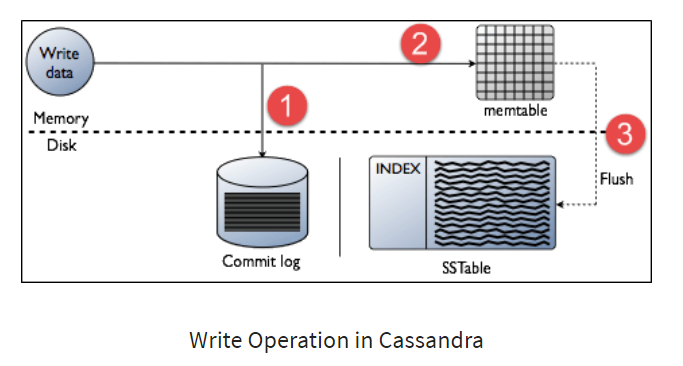 Write
data
2
memtable
1
Memory
3
Disk
INDEX
Flush
Commit log
SSTable
Write Operation in Cassandra